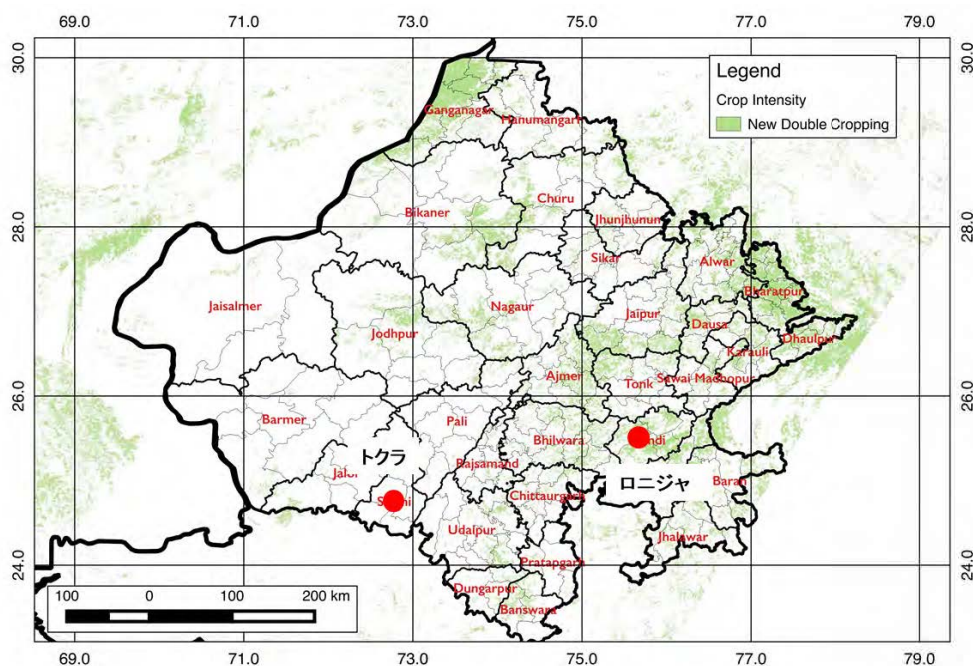 69.0 71.0 73.0 75.0 77.0 79.0
30.0 30.0
Legend
Crop Intensity
New Double Cropping
Ganganagar
Hanumangarh
Churu
Bikaner
Jhunjhunun
28.0 28.0
Sikar
Alwar
Jaisalmer
Nagaur
Bharatpur
Jaipur
Jodhpur
Dausa
Dhaulpur
Karauli
Ajmer
Tonk
Sawai Madhopur
26.0 26.0
Barmer
Pali
Bhilwara
トクラ
Rajsamand
ロニジャ
Baran
Chittaurgarh
Udaipur
Jhalawar
24.0 24.0
Pratapgarh
Dungarpur
Banswara
100 0 100 200 km
69.0 71.0 73.0 75.0 77.0 79.0